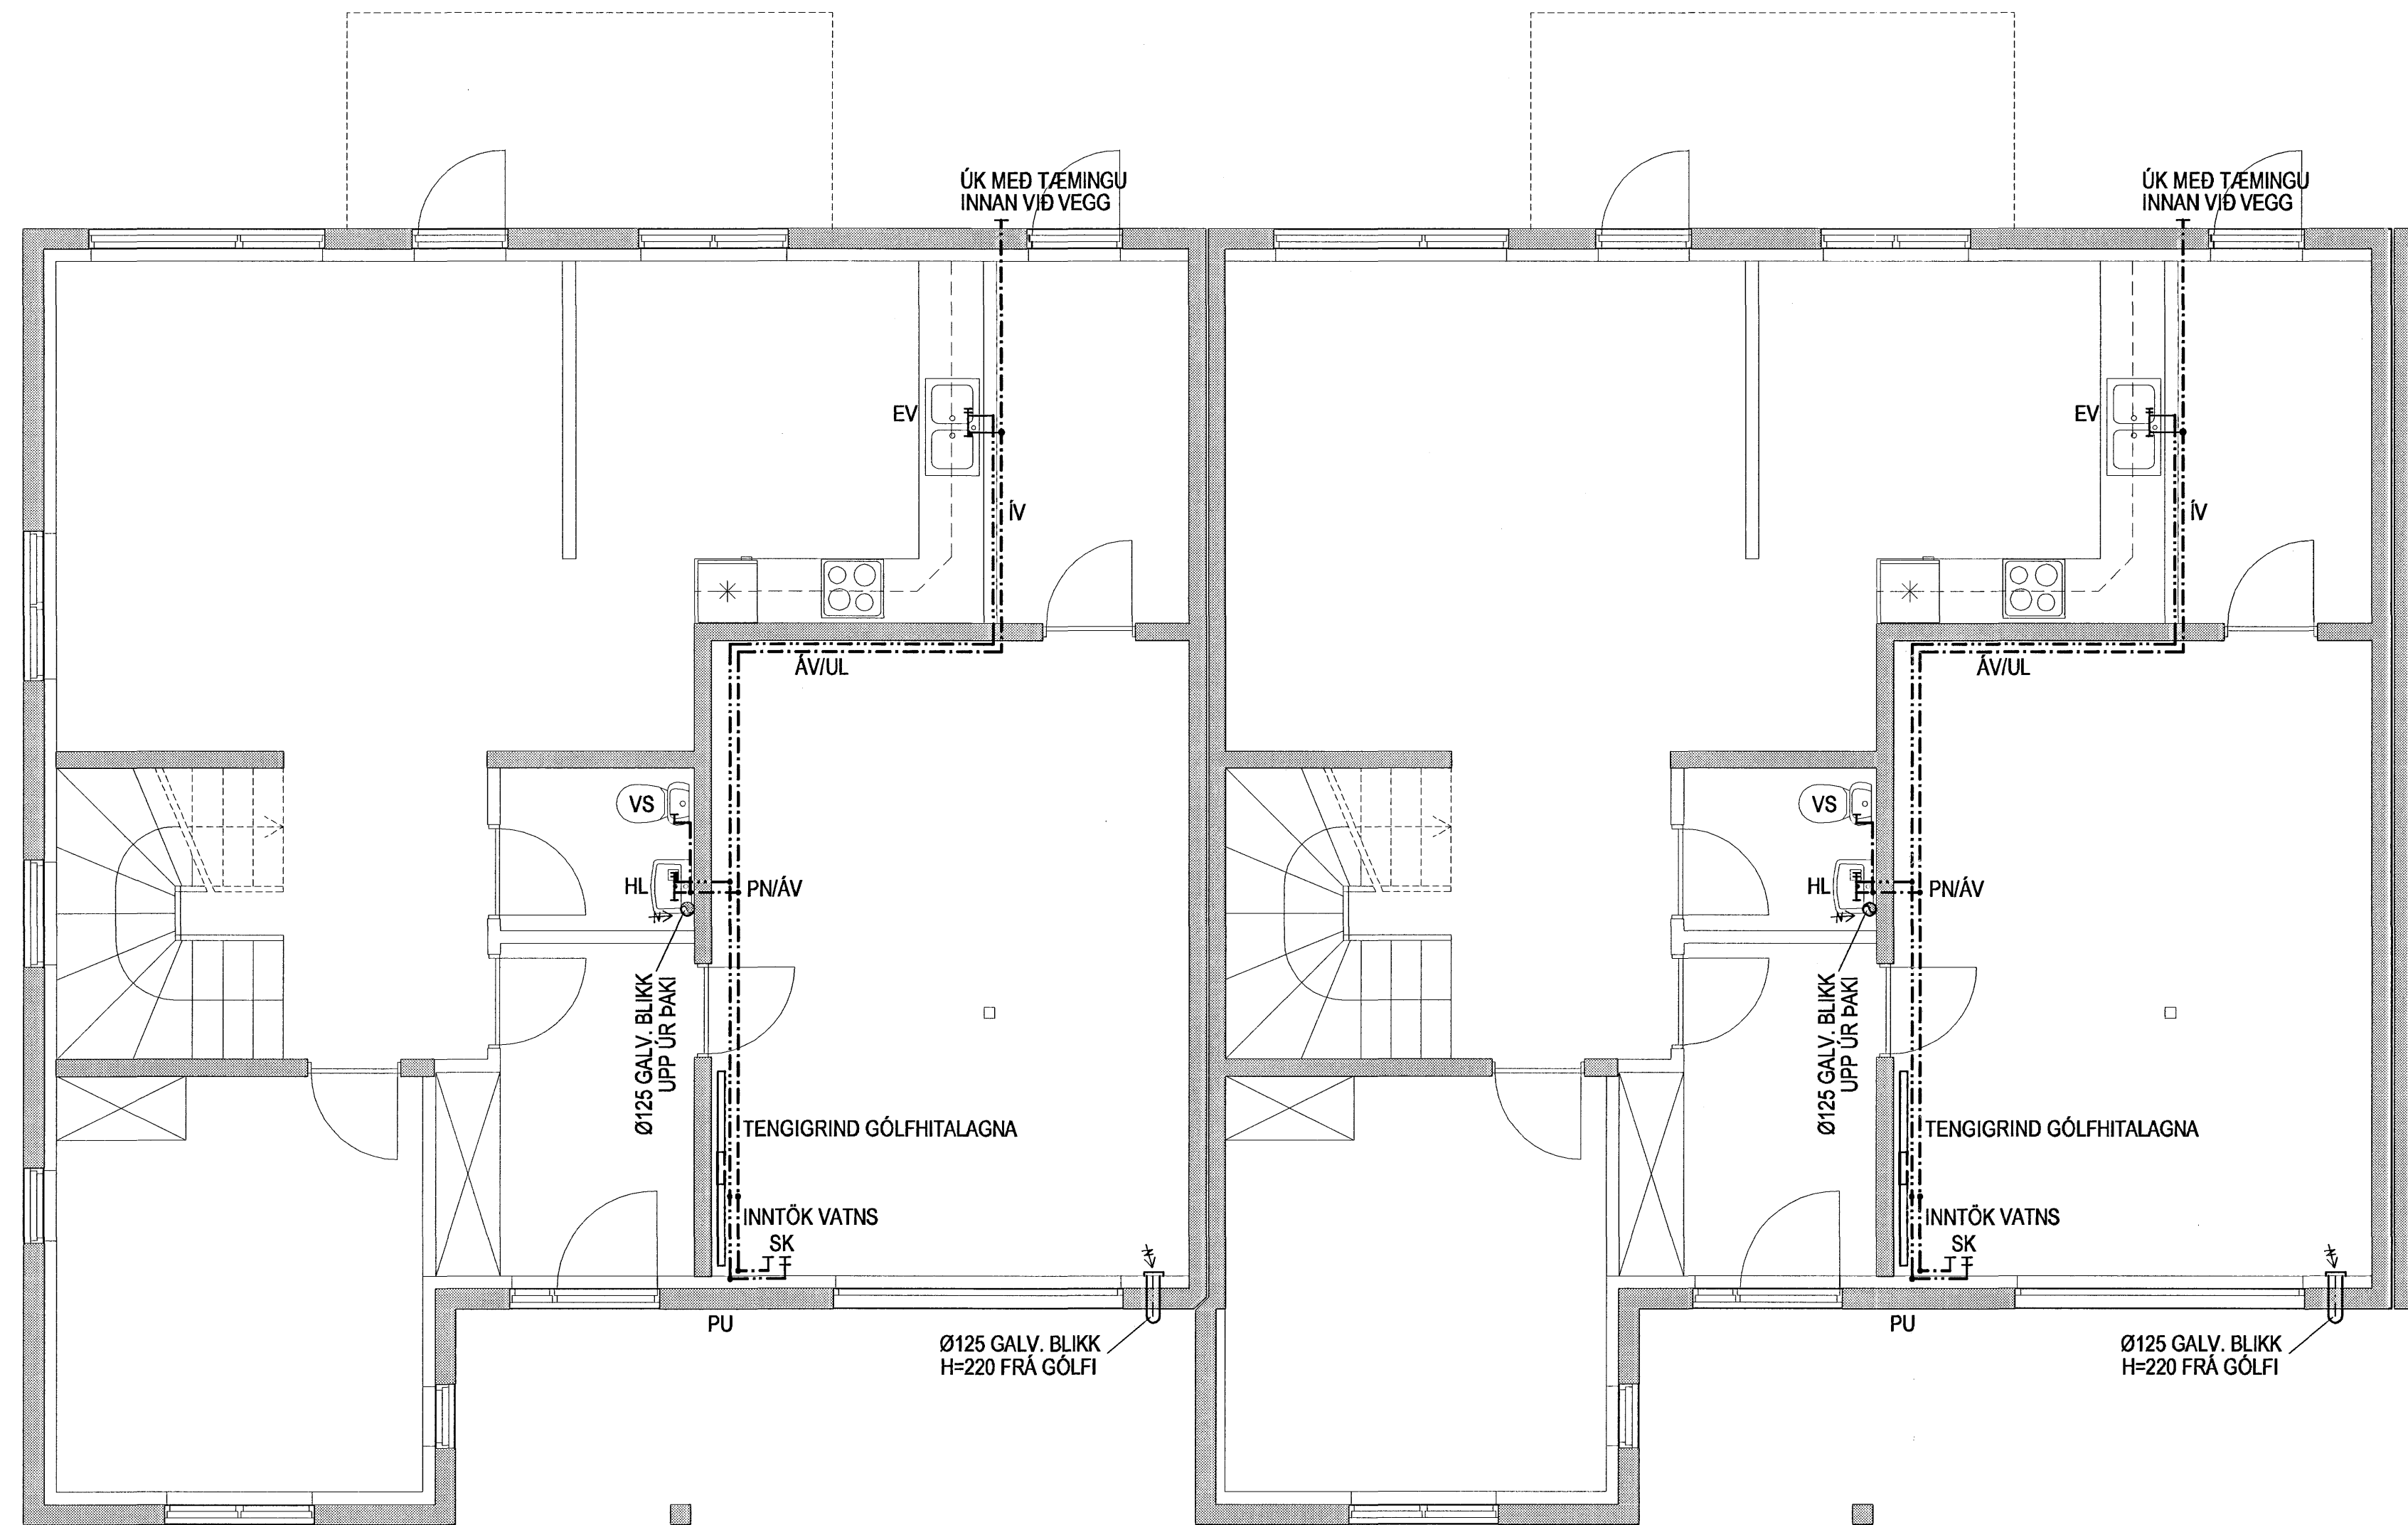 ÚK MEÐ TÆMINGU
INNAN VIÐ VEGG
ÚK MEÐ TÆMINGU
INNAN VIÐ VEGG
EV
EV
ÍV
ÍV
ÁV/UL
ÁV/UL
VS
VS
HL
PN/ÁV
HL
PN/ÁV
Ø125 GALV. BLIKK
UPP ÚR ÞAKI
Ø125 GALV. BLIKK
UPP ÚR ÞAKI
TENGIGRIND GÓLFHITALAGNA
TENGIGRIND GÓLFHITALAGNA
INNTÖK VATNS
SK
INNTÖK VATNS
SK
PU
PU
Ø125 GALV. BLIKK
H=220 FRÁ GÓLFI
Ø125 GALV. BLIKK
H=220 FRÁ GÓLFI